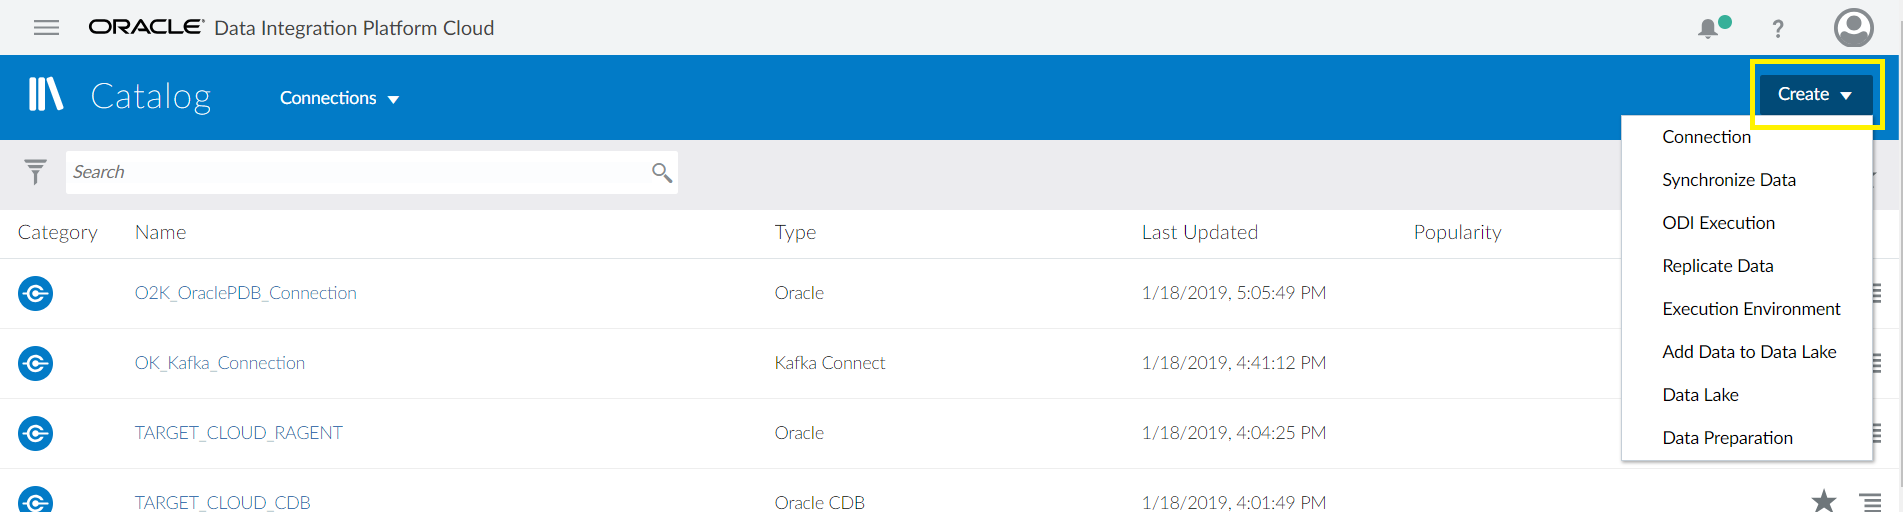 ORACLE Data Integration Platform Cloud
?
Catalog
Connections
Create
Connection
Synchronize Data
ODI Execution
Replicate Data
Execution Environment
Add Data to Data Lake
Data Lake
Data Preparation
Search
Category Name Type Last Updated Popularity
O2K_OraclePDB_Connection Oracle 1/18/2019, 5:05:49 PM
OK_Kafka_Connection Kafka Connect 1/18/2019, 4:41:12 PM
TARGET_CLOUD_RAGENT Oracle 1/18/2019, 4:04:25 PM
TARGET_CLOUD_CDB Oracle CDB 1/18/2019, 4:01:49 PM